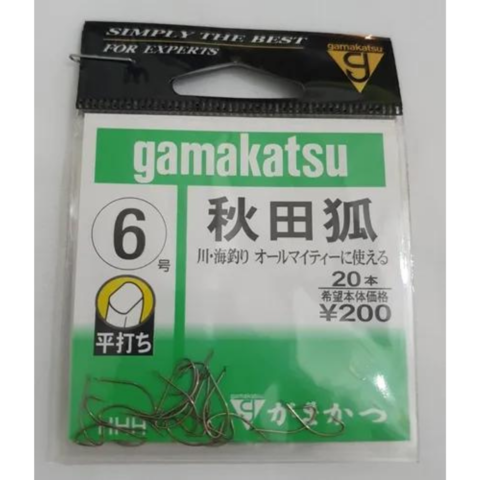 SIMPLY THE BEST
FOR EXPERTS
gamakatsu
g
gamakatsu
6号
秋田狐
川・海釣り オールマイティーに使える
20本
希望本体価格
¥200
平打ち
HHH
gamakatsu
g がまかつ